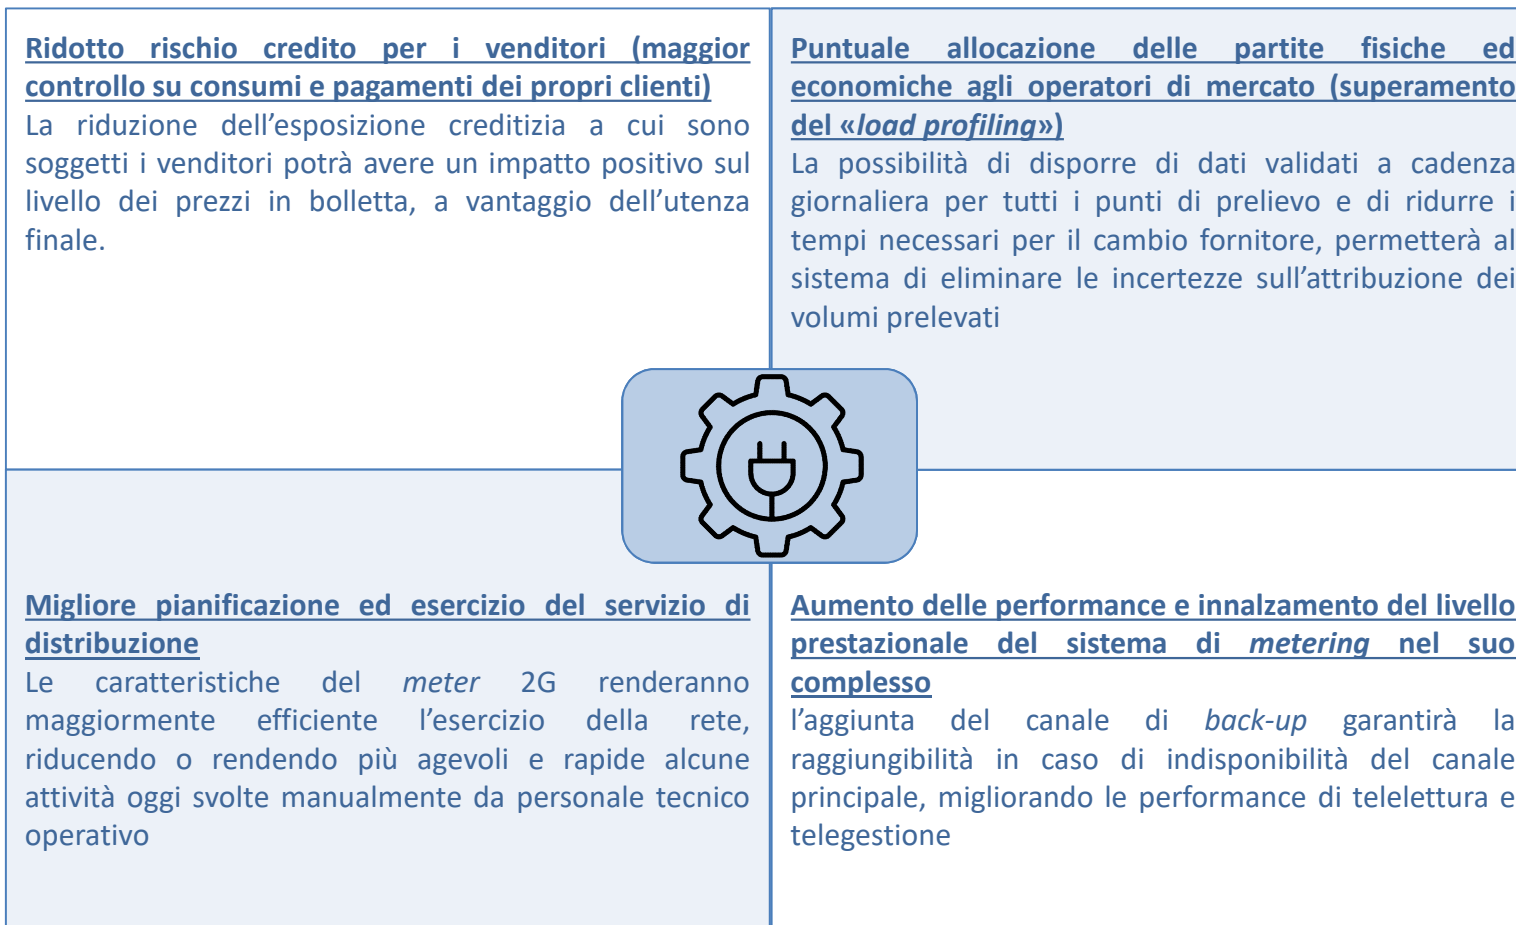 Ridotto rischio credito per i venditori (maggior
controllo su consumi e pagamenti dei propri clienti)
La riduzione dell’esposizione creditizia a cui sono
soggetti i venditori potrà avere un impatto positivo sul
livello dei prezzi in bolletta, a vantaggio dell’utenza
finale.
Puntuale allocazione delle partite fisiche ed
economiche agli operatori di mercato (superamento
del «load profiling»)
La possibilità di disporre di dati validati a cadenza
giornaliera per tutti i punti di prelievo e di ridurre i
tempi necessari per il cambio fornitore, permetterà al
sistema di eliminare le incertezze sull’attribuzione dei
volumi prelevati
Migliore pianificazione ed esercizio del servizio di
distribuzione
Le caratteristiche del meter 2G renderanno
maggiormente efficiente l’esercizio della rete,
riducendo o rendendo più agevoli e rapide alcune
attività oggi svolte manualmente da personale tecnico
operativo
Aumento delle performance e innalzamento del livello
prestazionale del sistema di metering nel suo
complesso
l’aggiunta del canale di back-up garantirà la
raggiungibilità in caso di indisponibilità del canale
principale, migliorando le performance di telelettura e
telegestione